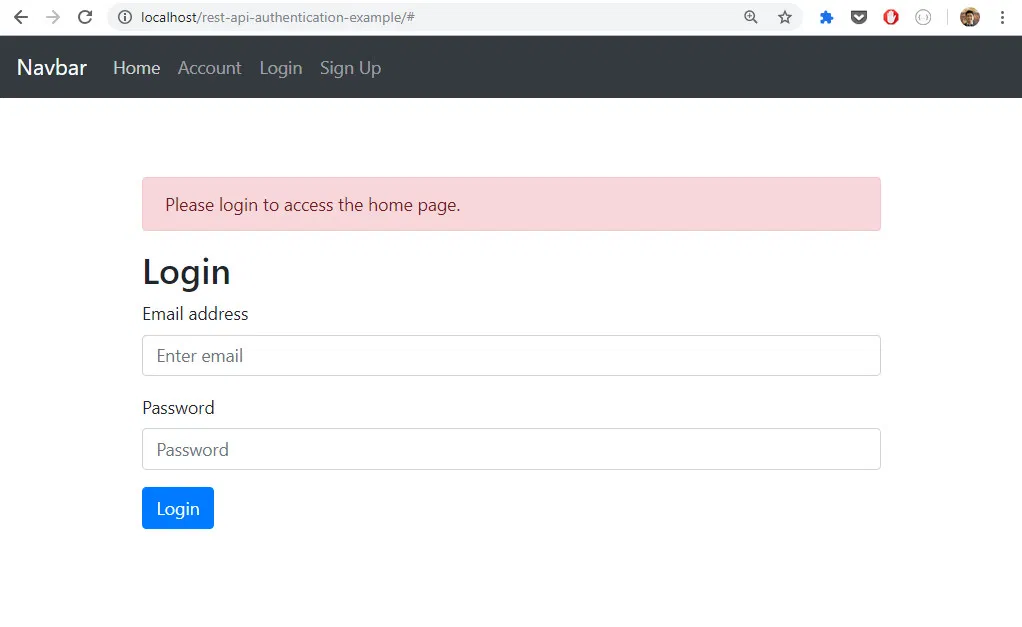 localhost/rest-api-authentication-example/#
Navbar Home Account Login Sign Up
Please login to access the home page.
Login
Email address
Enter email
Password
Password
Login